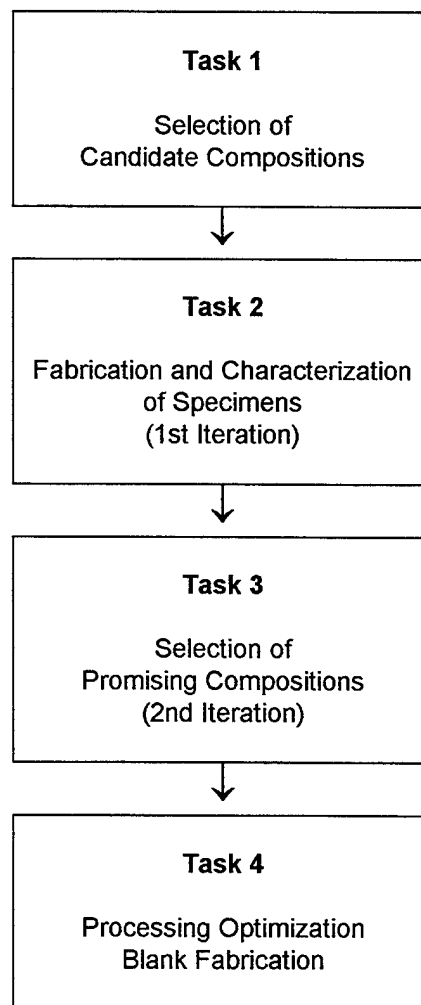 Task 1
Selection of
Candidate Compositions
Task 2
Fabrication and Characterization
of Specimens
(1st Iteration)
Task 3
Selection of
Promising Compositions
(2nd Iteration)
Task 4
Processing Optimization
Blank Fabrication